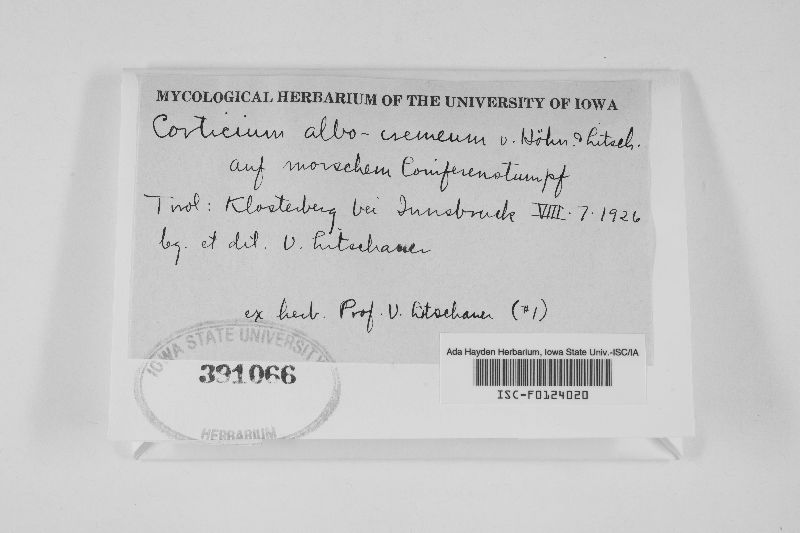 MYCOLOGICAL HERBARIUM OF THE UNIVERSITY OF IOWA
Corticium albo-cremeum v. Höhn. & Litsch.
auf morschem Coniferenstumpf
Tirol: Klosterberg bei Innsbruck VIII. 7. 1926
lg. et det. V. Litschauer
ex herb. Prof. V. Litschauer (#1)
IOWA STATE UNIVERSITY
391066
HERBARIUM
Ada Hayden Herbarium, Iowa State Univ.-ISC/IA
ISC-F0124020